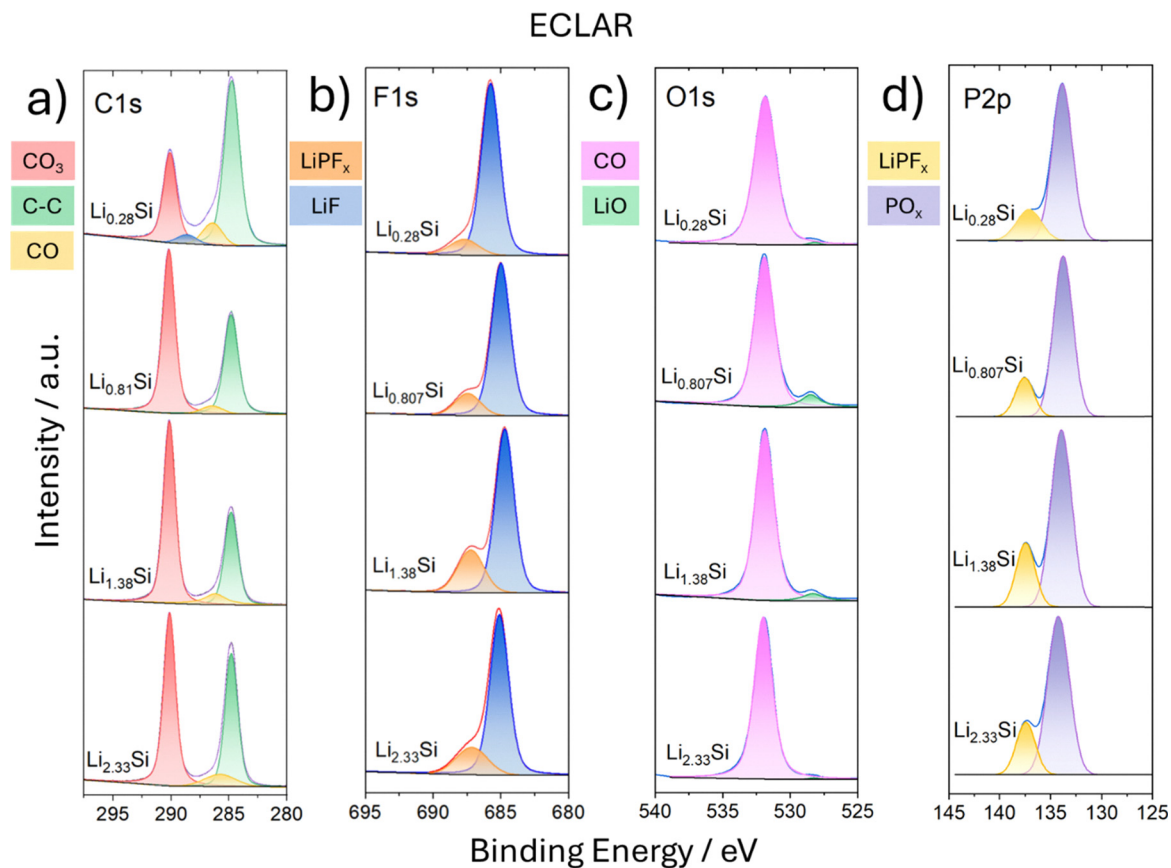 ECLAR
Intensity / a.u.
a)
C1s
CO₃
C-C
CO
Li₀.₂₈Si
Li₀.₈₁Si
Li₁.₃₈Si
Li₂.₃₃Si
295 290 285 280
b)
F1s
LiPFₓ
LiF
Li₀.₂₈Si
Li₀.₈₀₇Si
Li₁.₃₈Si
Li₂.₃₃Si
695 690 685 680
c)
O1s
CO
LiO
Li₀.₂₈Si
Li₀.₈₀₇Si
Li₁.₃₈Si
Li₂.₃₃Si
540 535 530 525
d)
P2p
LiPFₓ
POₓ
Li₀.₂₈Si
Li₀.₈₀₇Si
Li₁.₃₈Si
Li₂.₃₃Si
145 140 135 130 125
Binding Energy / eV